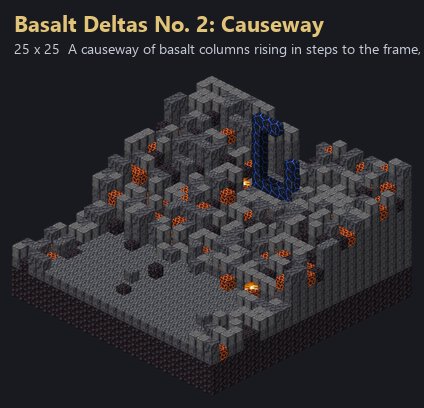 Basalt Deltas No. 2: Causeway
25 x 25  A causeway of basalt columns rising in steps to the frame,